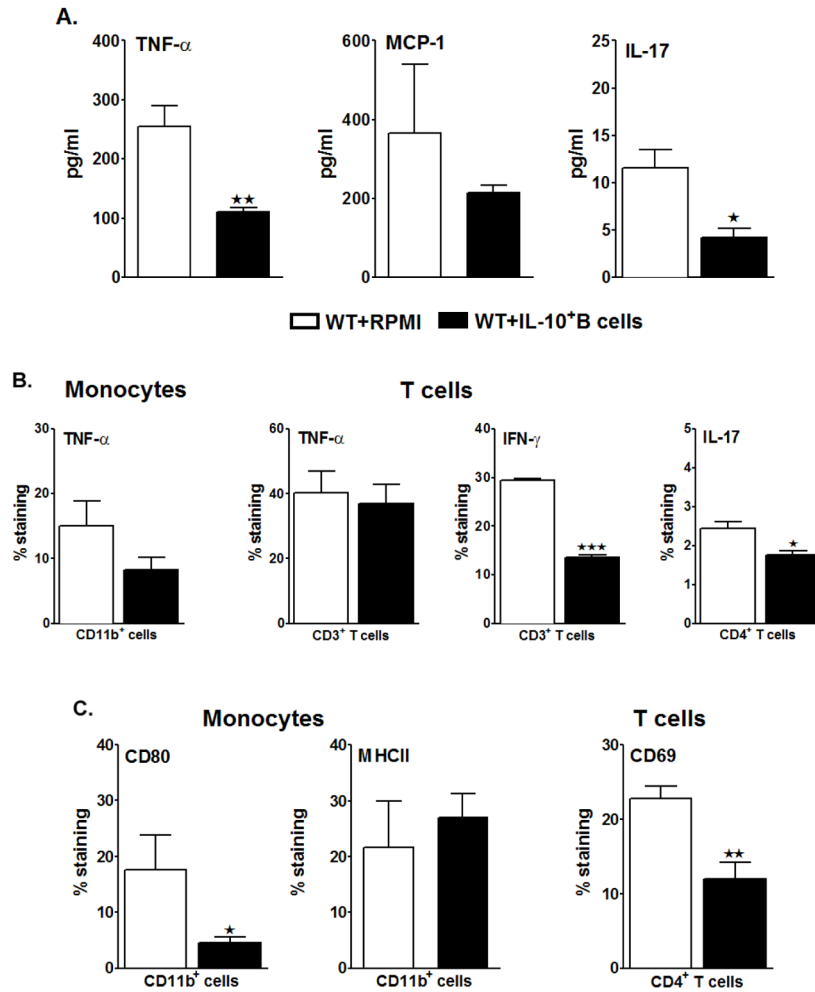 A.
TNF-α
MCP-1
IL-17
400
300
200
100
0
pg/ml
★★
600
400
200
0
pg/ml
25
20
15
10
5
0
pg/ml
★
WT+RPMI
WT+IL-10⁺B cells
B.
Monocytes
T cells
TNF-α
TNF-α
IFN-γ
IL-17
30
20
10
0
% staining
CD11b⁺ cells
60
40
20
0
% staining
CD3⁺ T cells
40
30
20
10
0
% staining
★★★
CD3⁺ T cells
5
4
3
2
1
0
% staining
★
CD4⁺ T cells
C.
Monocytes
T cells
CD80
MHCII
CD69
40
30
20
10
0
% staining
★
CD11b⁺ cells
40
30
20
10
0
% staining
CD11b⁺ cells
30
20
10
0
% staining
★★
CD4⁺ T cells